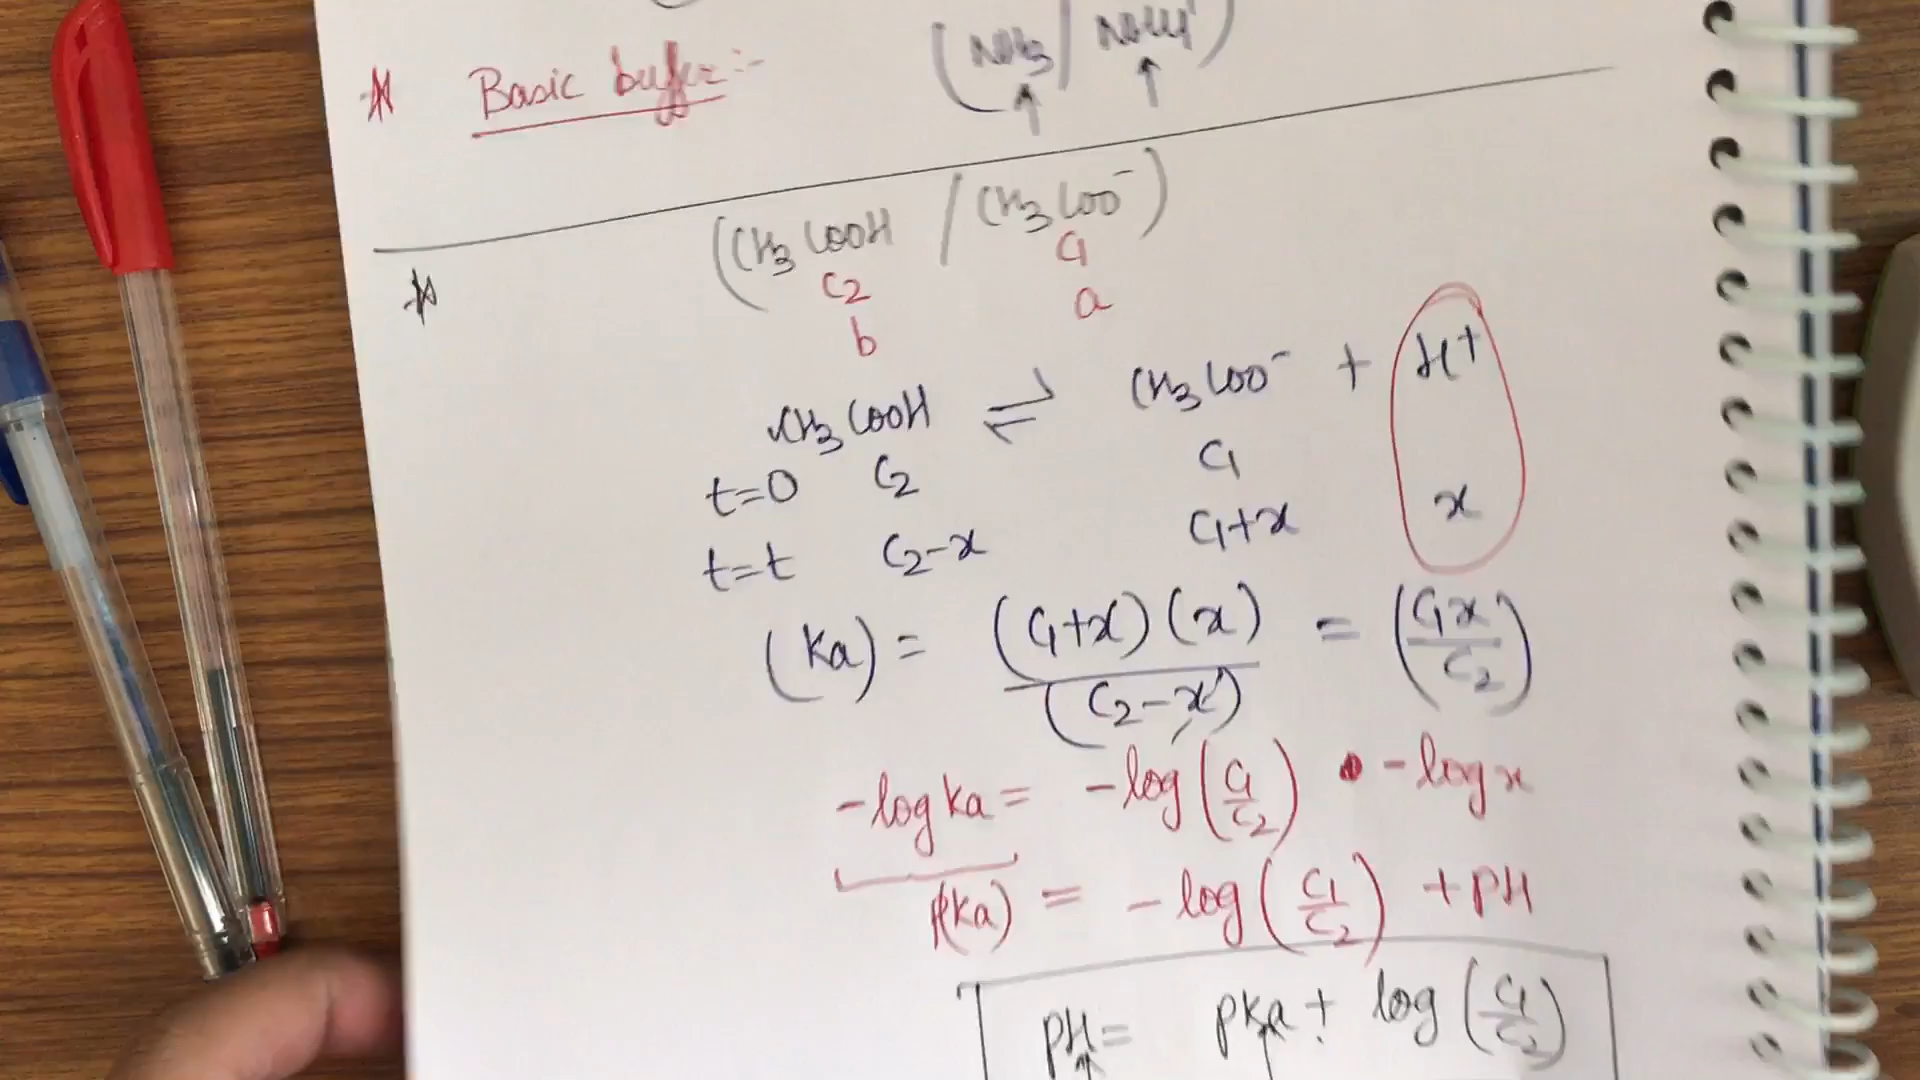 Basic buffer:-
(NH3/NH4+)
(CH3COOH / CH3COO-)
C2 C1
b a
CH3COOH ⇌ CH3COO- + H+
t=0 C2 C1
t=t C2-x C1+x x
(Ka) = (C1+x)(x)/(C2-x) = (C1x/C2)
-log Ka = -log(C1/C2) -log x
p(Ka) = -log(C1/C2) + PH
PH = PKa + log(C1/C2)